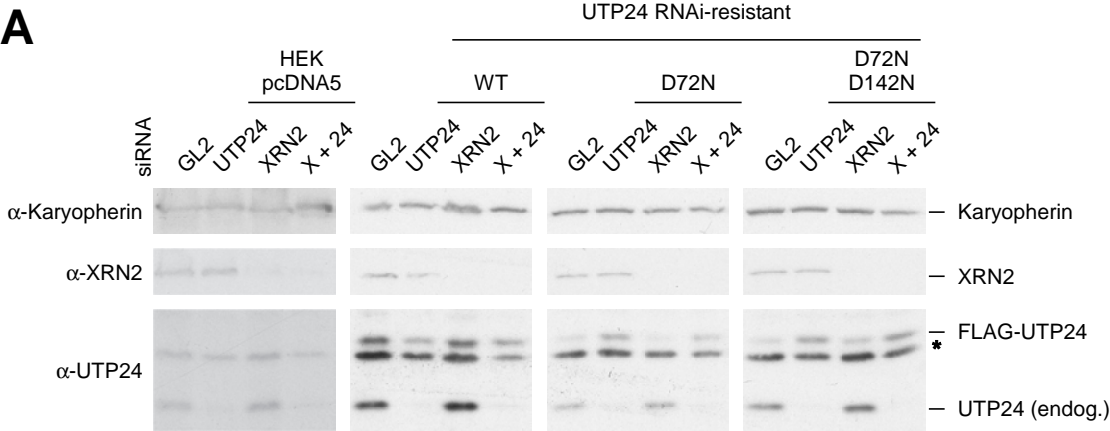 A
UTP24 RNAi-resistant
HEK
pcDNA5
WT
D72N
D72N
D142N
siRNA
GL2 UTP24 XRN2 X + 24 GL2 UTP24 XRN2 X + 24 GL2 UTP24 XRN2 X + 24 GL2 UTP24 XRN2 X + 24
α-Karyopherin
Karyopherin
α-XRN2
XRN2
α-UTP24
FLAG-UTP24
*
UTP24 (endog.)